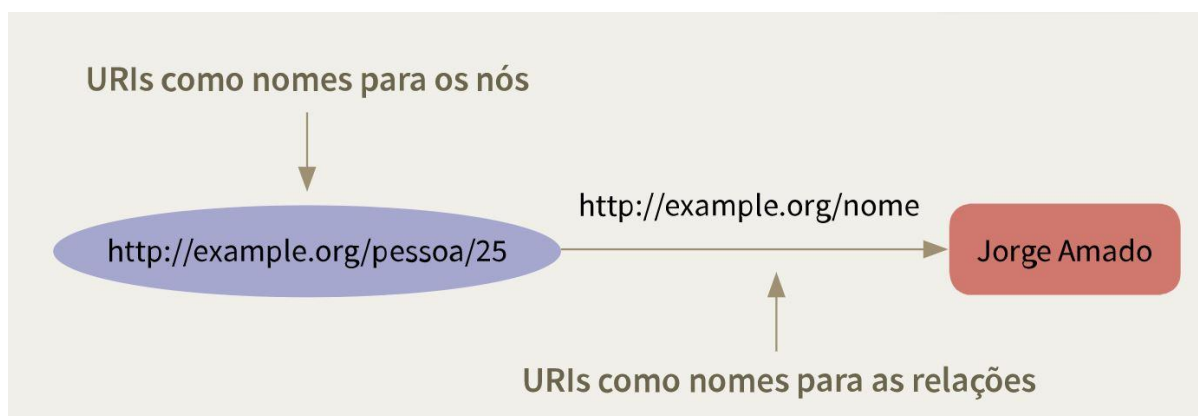 URIs como nomes para os nós
http://example.org/nome
http://example.org/pessoa/25
Jorge Amado
URIs como nomes para as relações